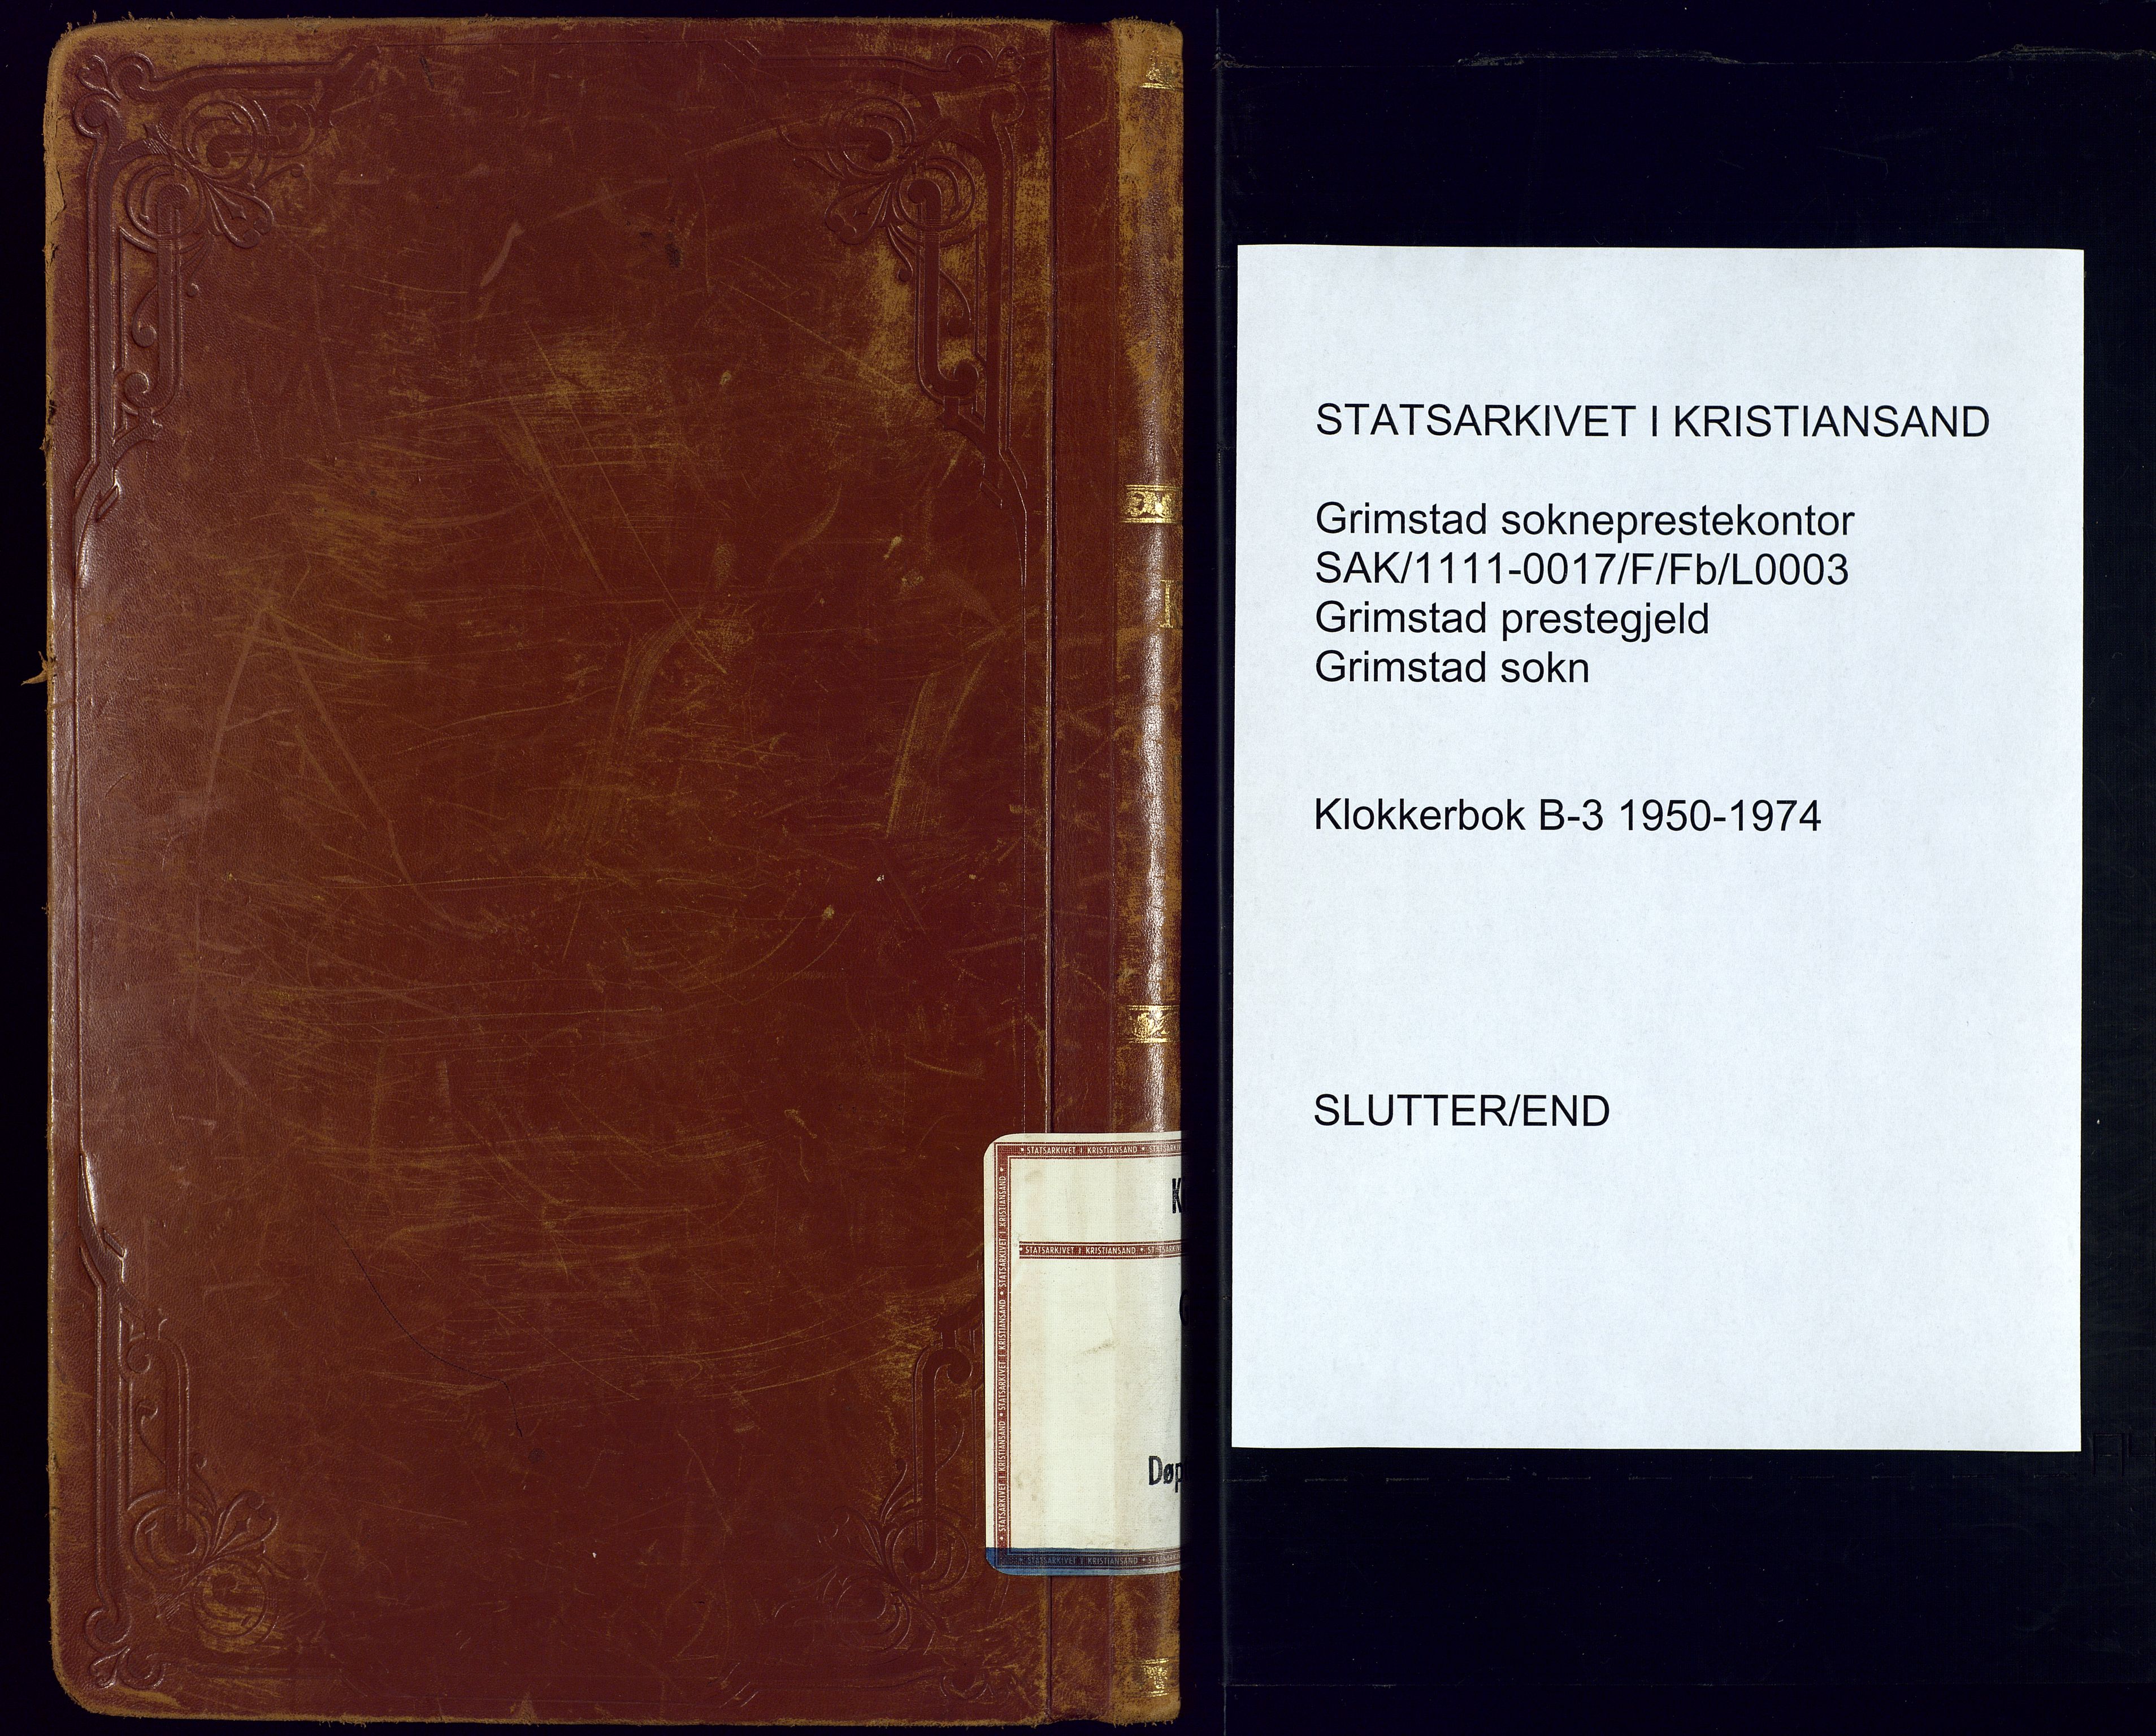 STATSARKIVET I KRISTIANSAND
Grimstad sokneprestekontor
SAK/1111-0017/F/Fb/L0003
Grimstad prestegjeld
Grimstad sokn
Klokkerbok B-3 1950-1974
SLUTTER/END
STATSARKIVET I KRISTIANSAND
K
STATSARKIVET I KRISTIANSAND
Døp
STATSARKIVET I KRISTIANSAND